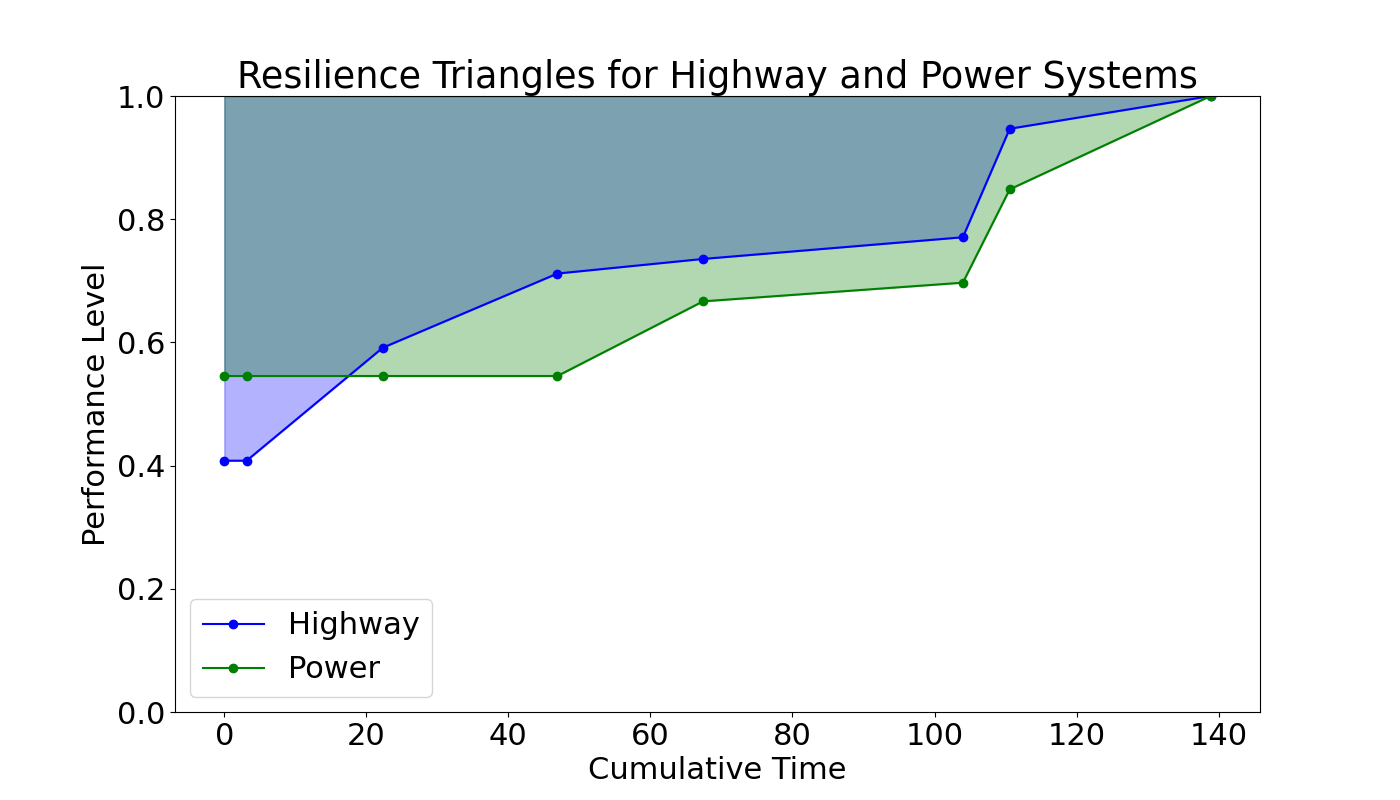 Resilience Triangles for Highway and Power Systems
1.0
0.8
0.6
0.4
0.2
0.0
Performance Level
Highway
Power
0 20 40 60 80 100 120 140
Cumulative Time